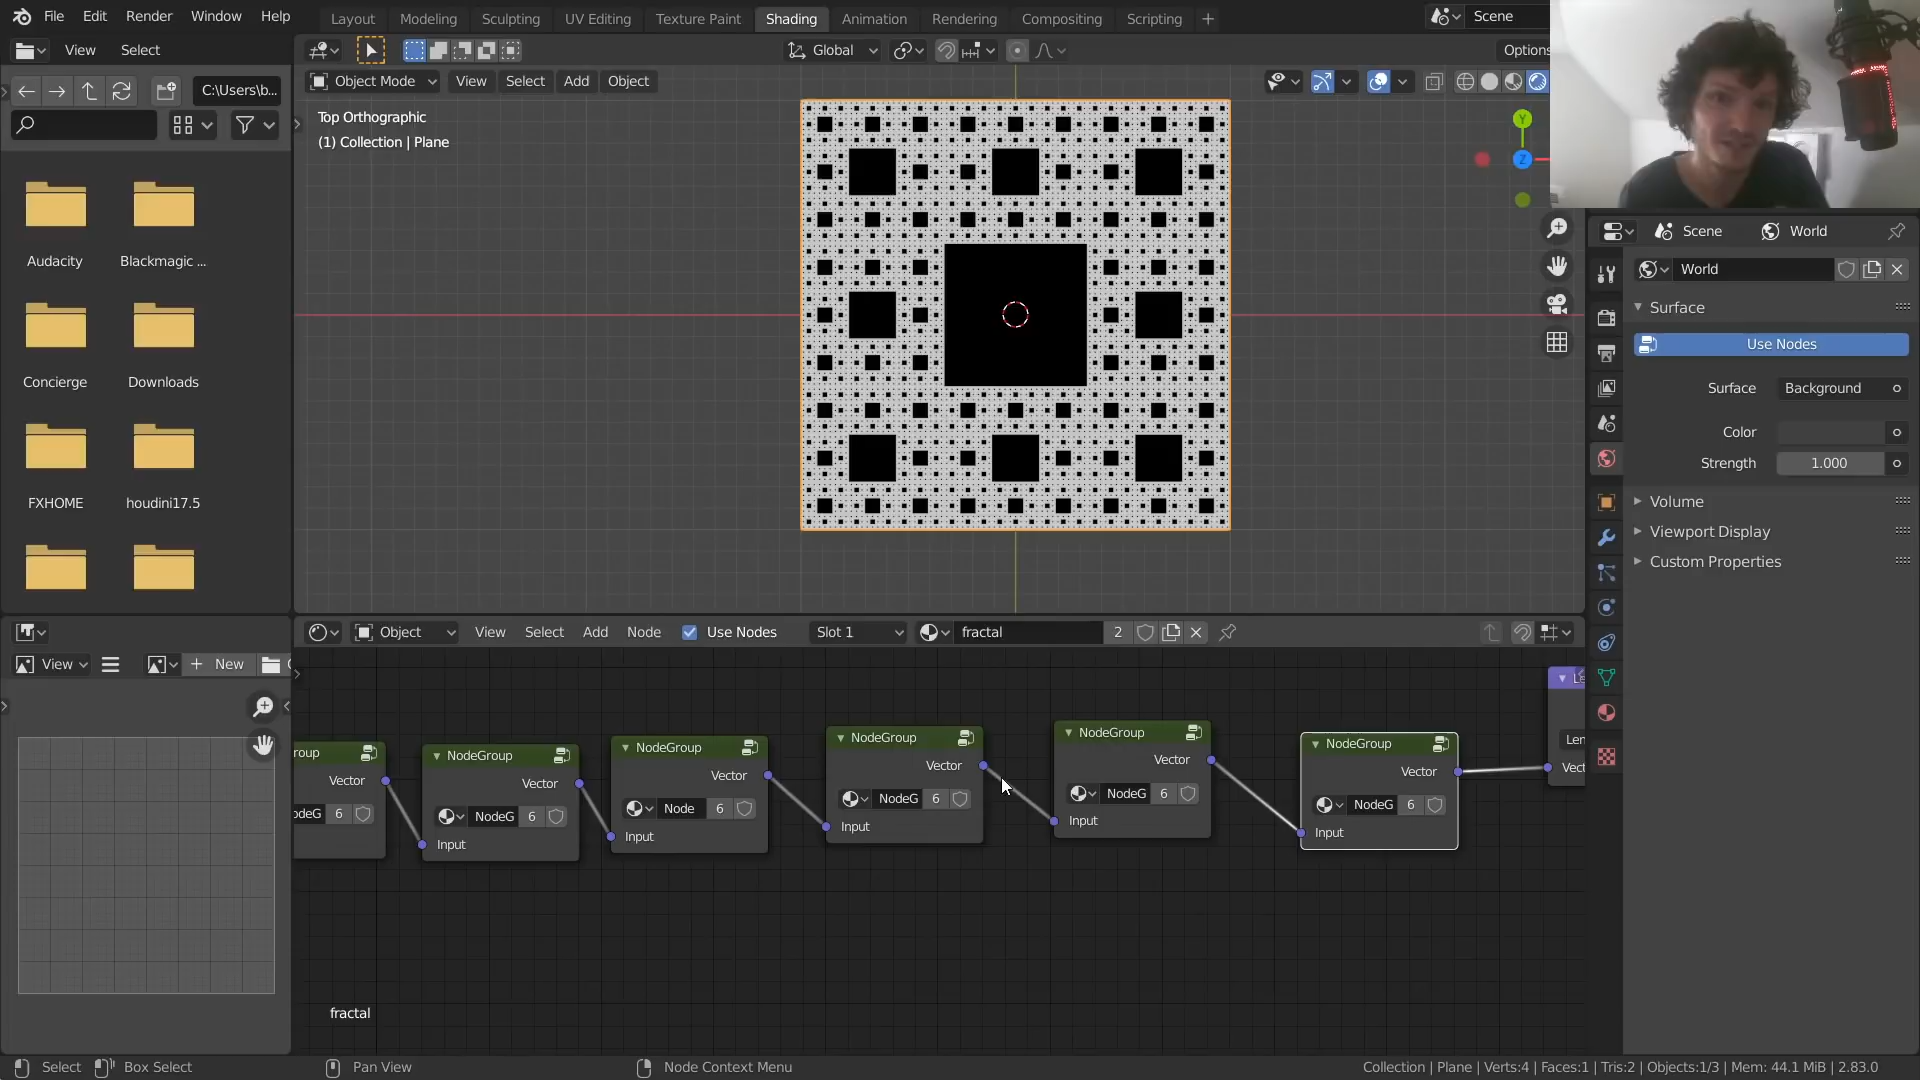 File Edit Render Window Help
Layout Modeling Sculpting UV Editing Texture Paint Shading Animation Rendering Compositing Scripting +
Scene
View Select
Global
Options
C:\Users\b...
Object Mode View Select Add Object
Top Orthographic
(1) Collection | Plane
Y
Z
Audacity
Blackmagic ...
Concierge
Downloads
FXHOME
houdini17.5
Scene World
World
Surface
Use Nodes
Surface Background
Color
Strength 1.000
Volume
Viewport Display
Custom Properties
Object View Select Add Node Use Nodes Slot 1 fractal 2
View + New
roup
Vector
odeG 6
NodeGroup
Vector
NodeG 6
Input
NodeGroup
Vector
Node 6
Input
NodeGroup
Vector
NodeG 6
Input
NodeGroup
Vector
NodeG 6
Input
NodeGroup
Vector
NodeG 6
Input
Len
Vect
fractal
Select Box Select Pan View Node Context Menu
Collection | Plane | Verts:4 | Faces:1 | Tris:2 | Objects:1/3 | Mem: 44.1 MiB | 2.83.0